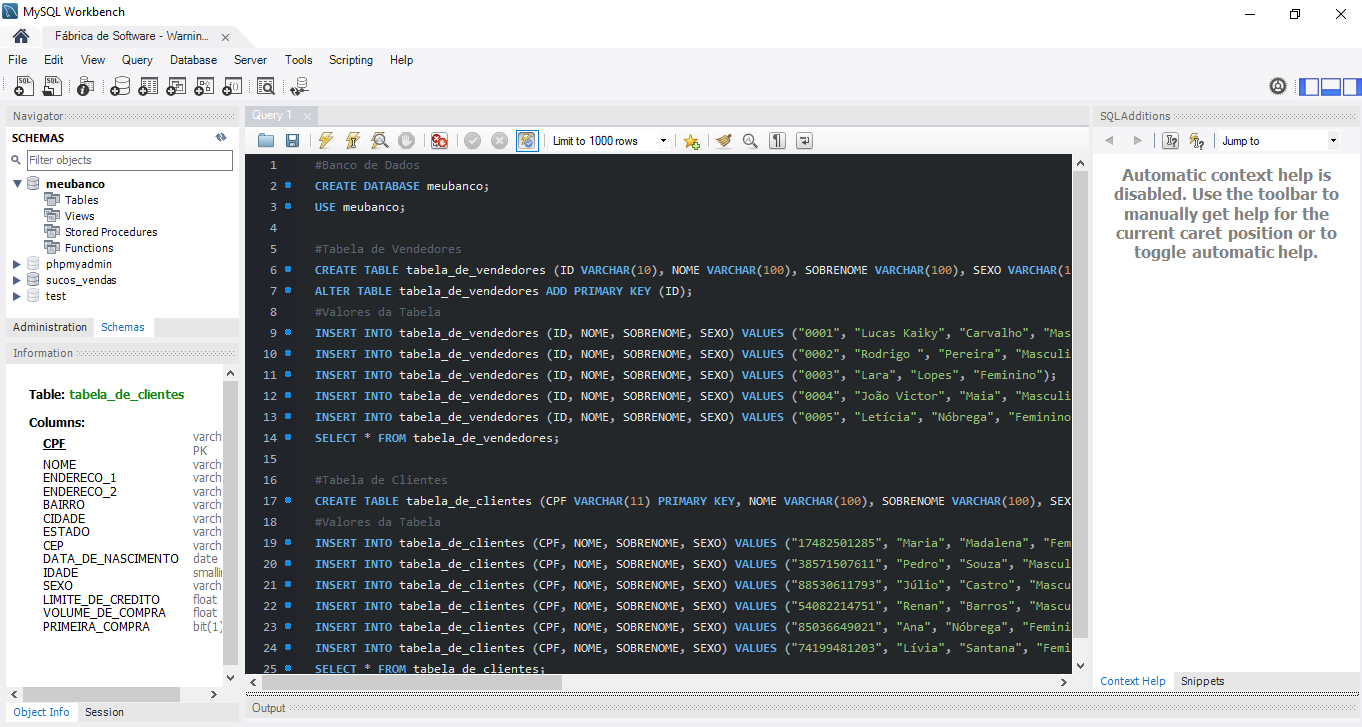 MySQL Workbench
Fábrica de Software - Warnin...
File Edit View Query Database Server Tools Scripting Help
Navigator
SCHEMAS
Filter objects
meubanco
Tables
Views
Stored Procedures
Functions
phpmyadmin
sucos_vendas
test
Administration Schemas
Information
Table: tabela_de_clientes
Columns:
CPF varch
PK
NOME varch
ENDERECO_1 varch
ENDERECO_2 varch
BAIRRO varch
CIDADE varch
ESTADO varch
CEP varch
DATA_DE_NASCIMENTO date
IDADE smallin
SEXO varch
LIMITE_DE_CREDITO float
VOLUME_DE_COMPRA float
PRIMEIRA_COMPRA bit(1)
Object Info Session
Query 1
Limit to 1000 rows
1 #Banco de Dados
2 CREATE DATABASE meubanco;
3 USE meubanco;
4
5 #Tabela de Vendedores
6 CREATE TABLE tabela_de_vendedores (ID VARCHAR(10), NOME VARCHAR(100), SOBRENOME VARCHAR(100), SEXO VARCHAR(1
7 ALTER TABLE tabela_de_vendedores ADD PRIMARY KEY (ID);
8 #Valores da Tabela
9 INSERT INTO tabela_de_vendedores (ID, NOME, SOBRENOME, SEXO) VALUES ("0001", "Lucas Kaiky", "Carvalho", "Mas
10 INSERT INTO tabela_de_vendedores (ID, NOME, SOBRENOME, SEXO) VALUES ("0002", "Rodrigo ", "Pereira", "Masculi
11 INSERT INTO tabela_de_vendedores (ID, NOME, SOBRENOME, SEXO) VALUES ("0003", "Lara", "Lopes", "Feminino");
12 INSERT INTO tabela_de_vendedores (ID, NOME, SOBRENOME, SEXO) VALUES ("0004", "João Victor", "Maia", "Masculi
13 INSERT INTO tabela_de_vendedores (ID, NOME, SOBRENOME, SEXO) VALUES ("0005", "Letícia", "Nóbrega", "Feminino
14 SELECT * FROM tabela_de_vendedores;
15
16 #Tabela de Clientes
17 CREATE TABLE tabela_de_clientes (CPF VARCHAR(11) PRIMARY KEY, NOME VARCHAR(100), SOBRENOME VARCHAR(100), SEX
18 #Valores da Tabela
19 INSERT INTO tabela_de_clientes (CPF, NOME, SOBRENOME, SEXO) VALUES ("17482501285", "Maria", "Madalena", "Fem
20 INSERT INTO tabela_de_clientes (CPF, NOME, SOBRENOME, SEXO) VALUES ("38571507611", "Pedro", "Souza", "Mascul
21 INSERT INTO tabela_de_clientes (CPF, NOME, SOBRENOME, SEXO) VALUES ("88530611793", "Júlio", "Castro", "Mascu
22 INSERT INTO tabela_de_clientes (CPF, NOME, SOBRENOME, SEXO) VALUES ("54082214751", "Renan", "Barros", "Mascu
23 INSERT INTO tabela_de_clientes (CPF, NOME, SOBRENOME, SEXO) VALUES ("85036649021", "Ana", "Nóbrega", "Femini
24 INSERT INTO tabela_de_clientes (CPF, NOME, SOBRENOME, SEXO) VALUES ("74199481203", "Lívia", "Santana", "Femi
25 SELECT * FROM tabela_de_clientes;
Output
SQLAdditions
Jump to
Automatic context help is
disabled. Use the toolbar to
manually get help for the
current caret position or to
toggle automatic help.
Context Help Snippets